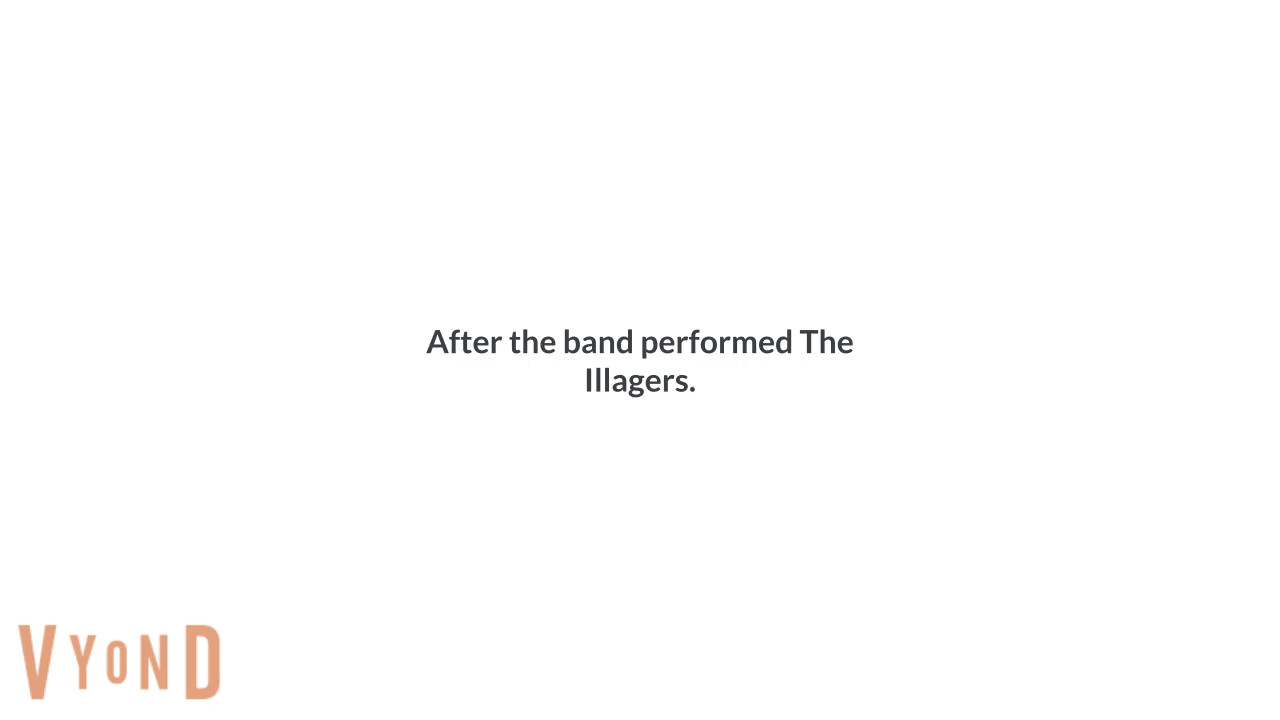 After the band performed The
Illagers.
VYOND